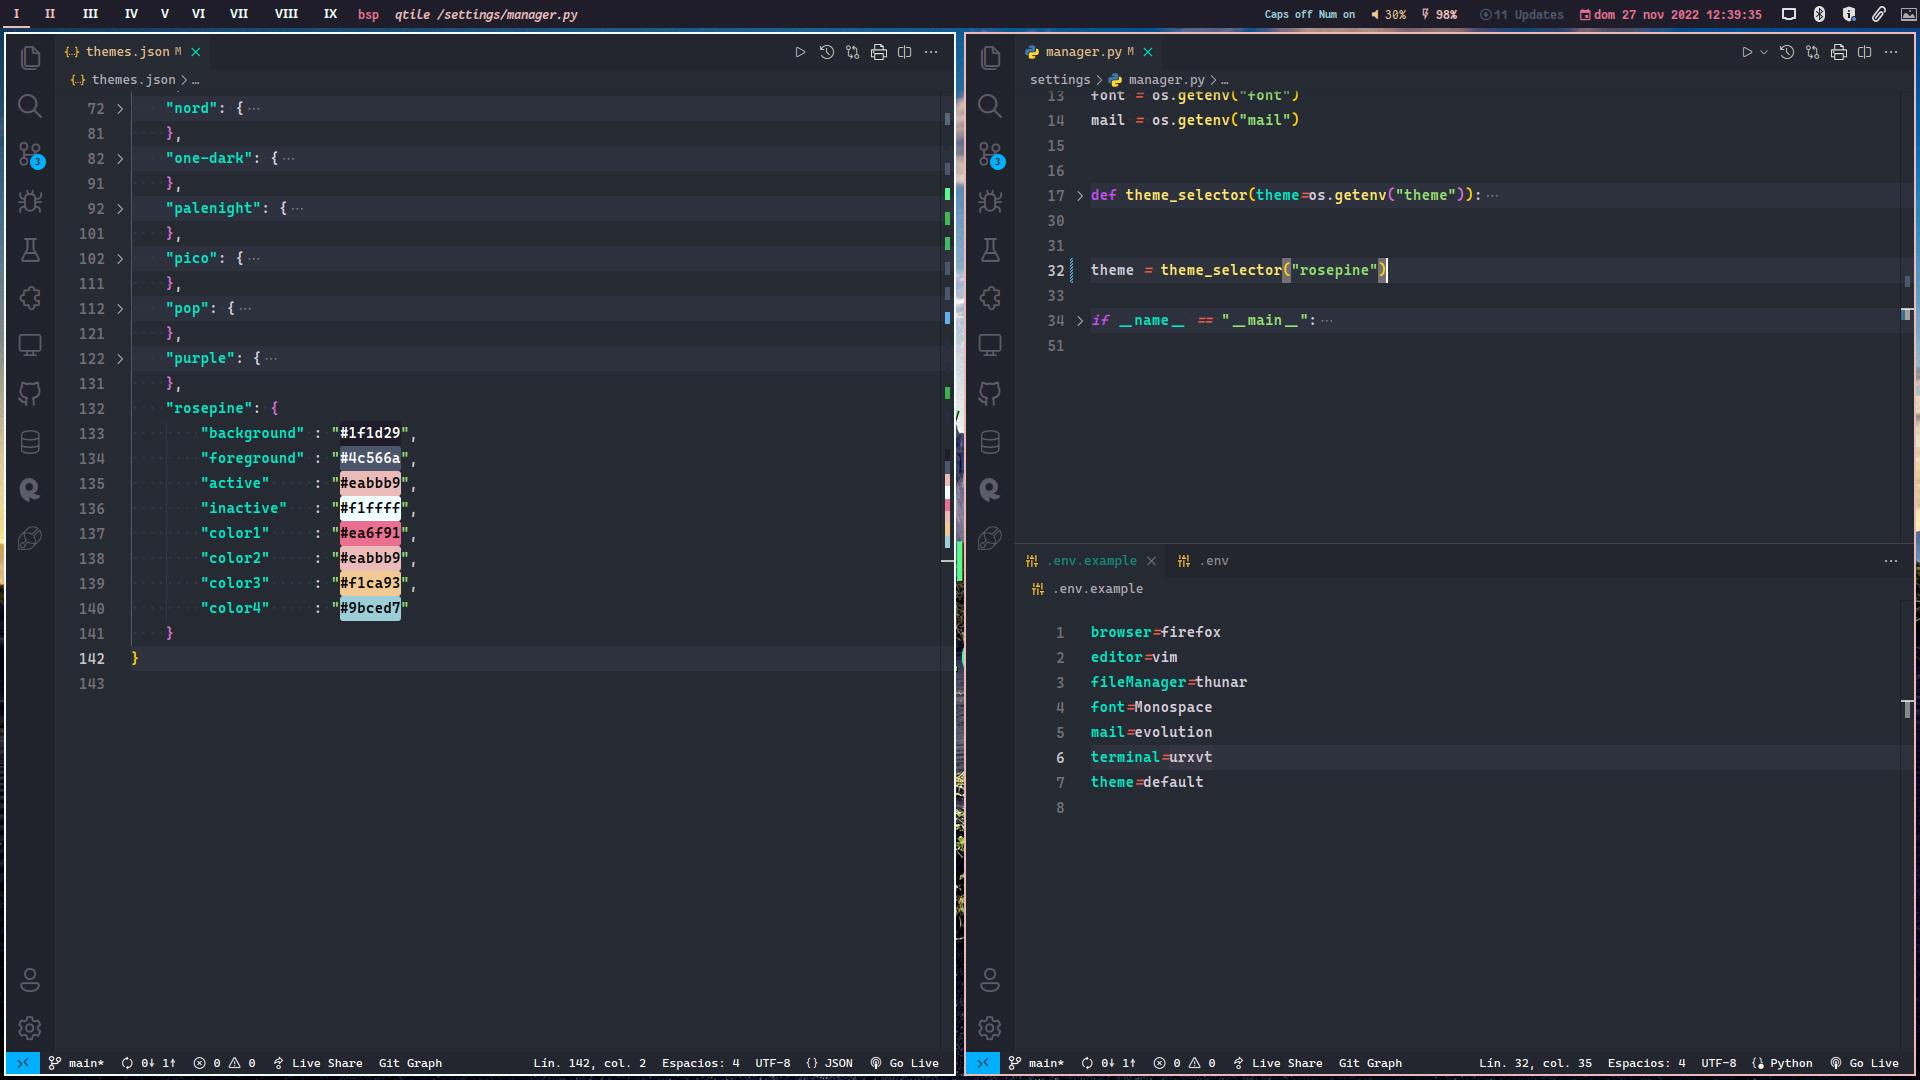 I II III IV V VI VII VIII IX bsp qtile /settings/manager.py Caps off Num on 30% 98% 11 Updates dom 27 nov 2022 12:39:35
{..} themes.json M
{..} themes.json > …
72 "nord": { ···
81 },
82 "one-dark": { ···
91 },
92 "palenight": { ···
101 },
102 "pico": { ···
111 },
112 "pop": { ···
121 },
122 "purple": { ···
131 },
132 "rosepine": {
133 "background" : "#1f1d29",
134 "foreground" : "#4c566a",
135 "active" : "#eabbb9",
136 "inactive" : "#f1ffff",
137 "color1" : "#ea6f91",
138 "color2" : "#eabbb9",
139 "color3" : "#f1ca93",
140 "color4" : "#9bced7"
141 }
142 }
143
3
main* 0↓ 1↑ 0 0 Live Share Git Graph Lín. 142, col. 2 Espacios: 4 UTF-8 {} JSON Go Live
manager.py M
settings > manager.py > …
13 font = os.getenv("font")
14 mail = os.getenv("mail")
15
16
17 def theme_selector(theme=os.getenv("theme")): ···
30
31
32 theme = theme_selector("rosepine")
33
34 if __name__ == "__main__": ···
51
3
.env.example .env
.env.example
1 browser=firefox
2 editor=vim
3 fileManager=thunar
4 font=Monospace
5 mail=evolution
6 terminal=urxvt
7 theme=default
8
main* 0↓ 1↑ 0 0 Live Share Git Graph Lín. 32, col. 35 Espacios: 4 UTF-8 Python Go Live